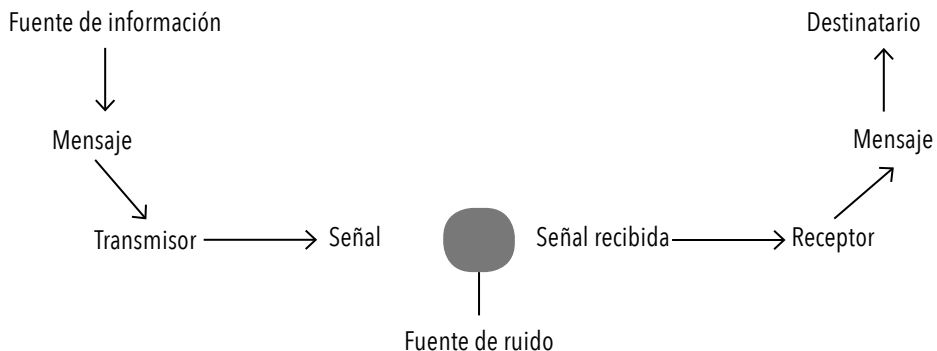 Fuente de información
Destinatario
Mensaje
Mensaje
Transmisor
Señal
Señal recibida
Receptor
Fuente de ruido